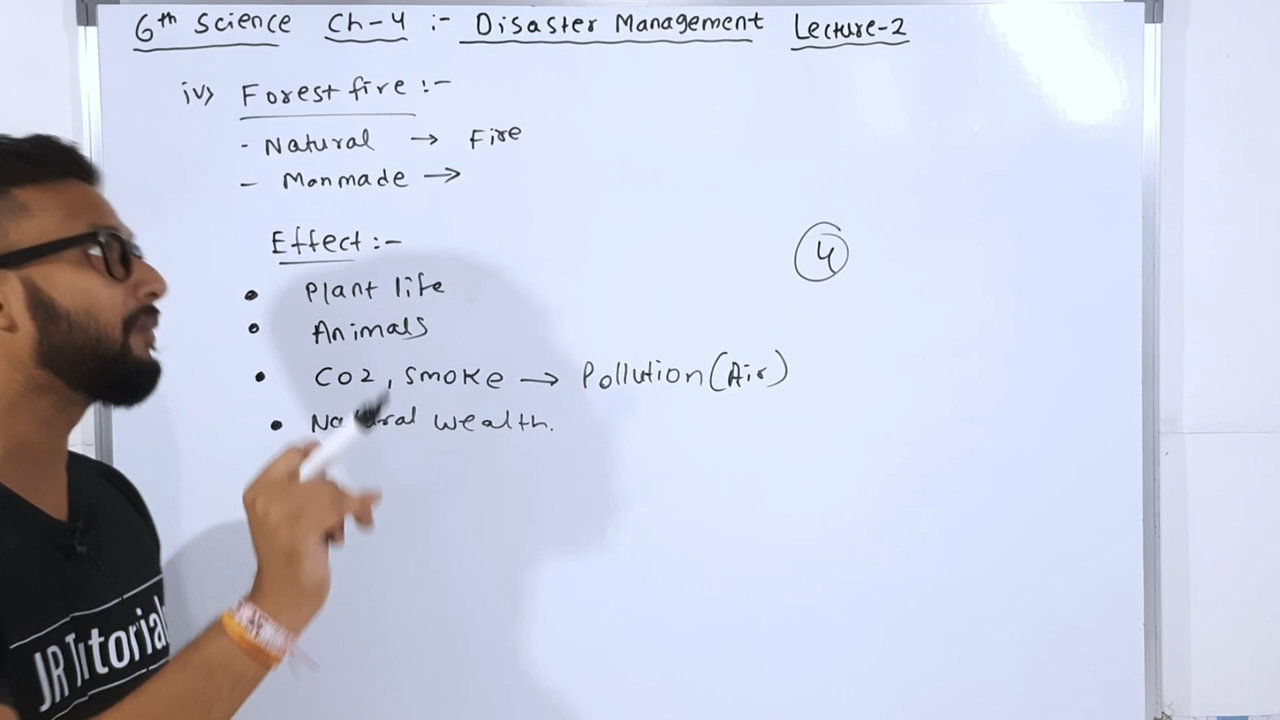 6th Science Ch-4 :- Disaster Management Lecture-2
iv) Forest fire :-
- Natural → Fire
- Manmade →
Effect :-
• Plant life
• Animals
• CO2, Smoke → Pollution (Air)
• Natural Wealth.
4
JR Tutorial